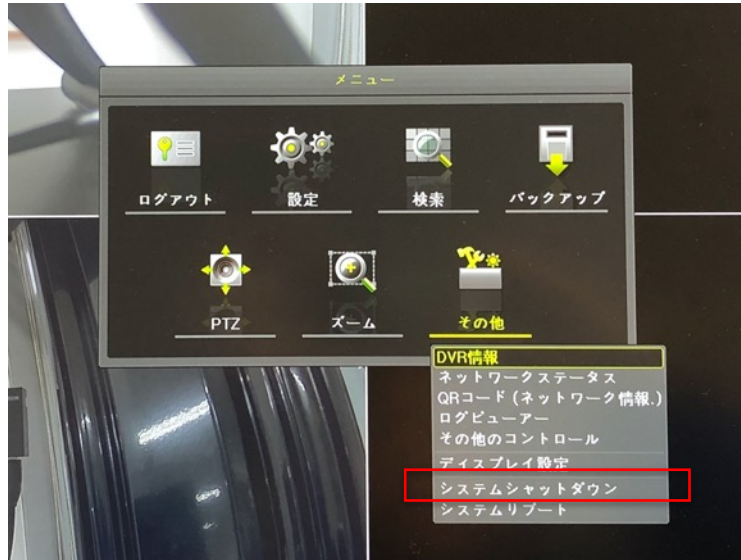 メニュー
ログアウト
設定
検索
バックアップ
PTZ
ズーム
その他
DVR情報
ネットワークステータス
QRコード (ネットワーク情報.)
ログビューアー
その他のコントロール
ディスプレイ設定
システムシャットダウン
システムリブート